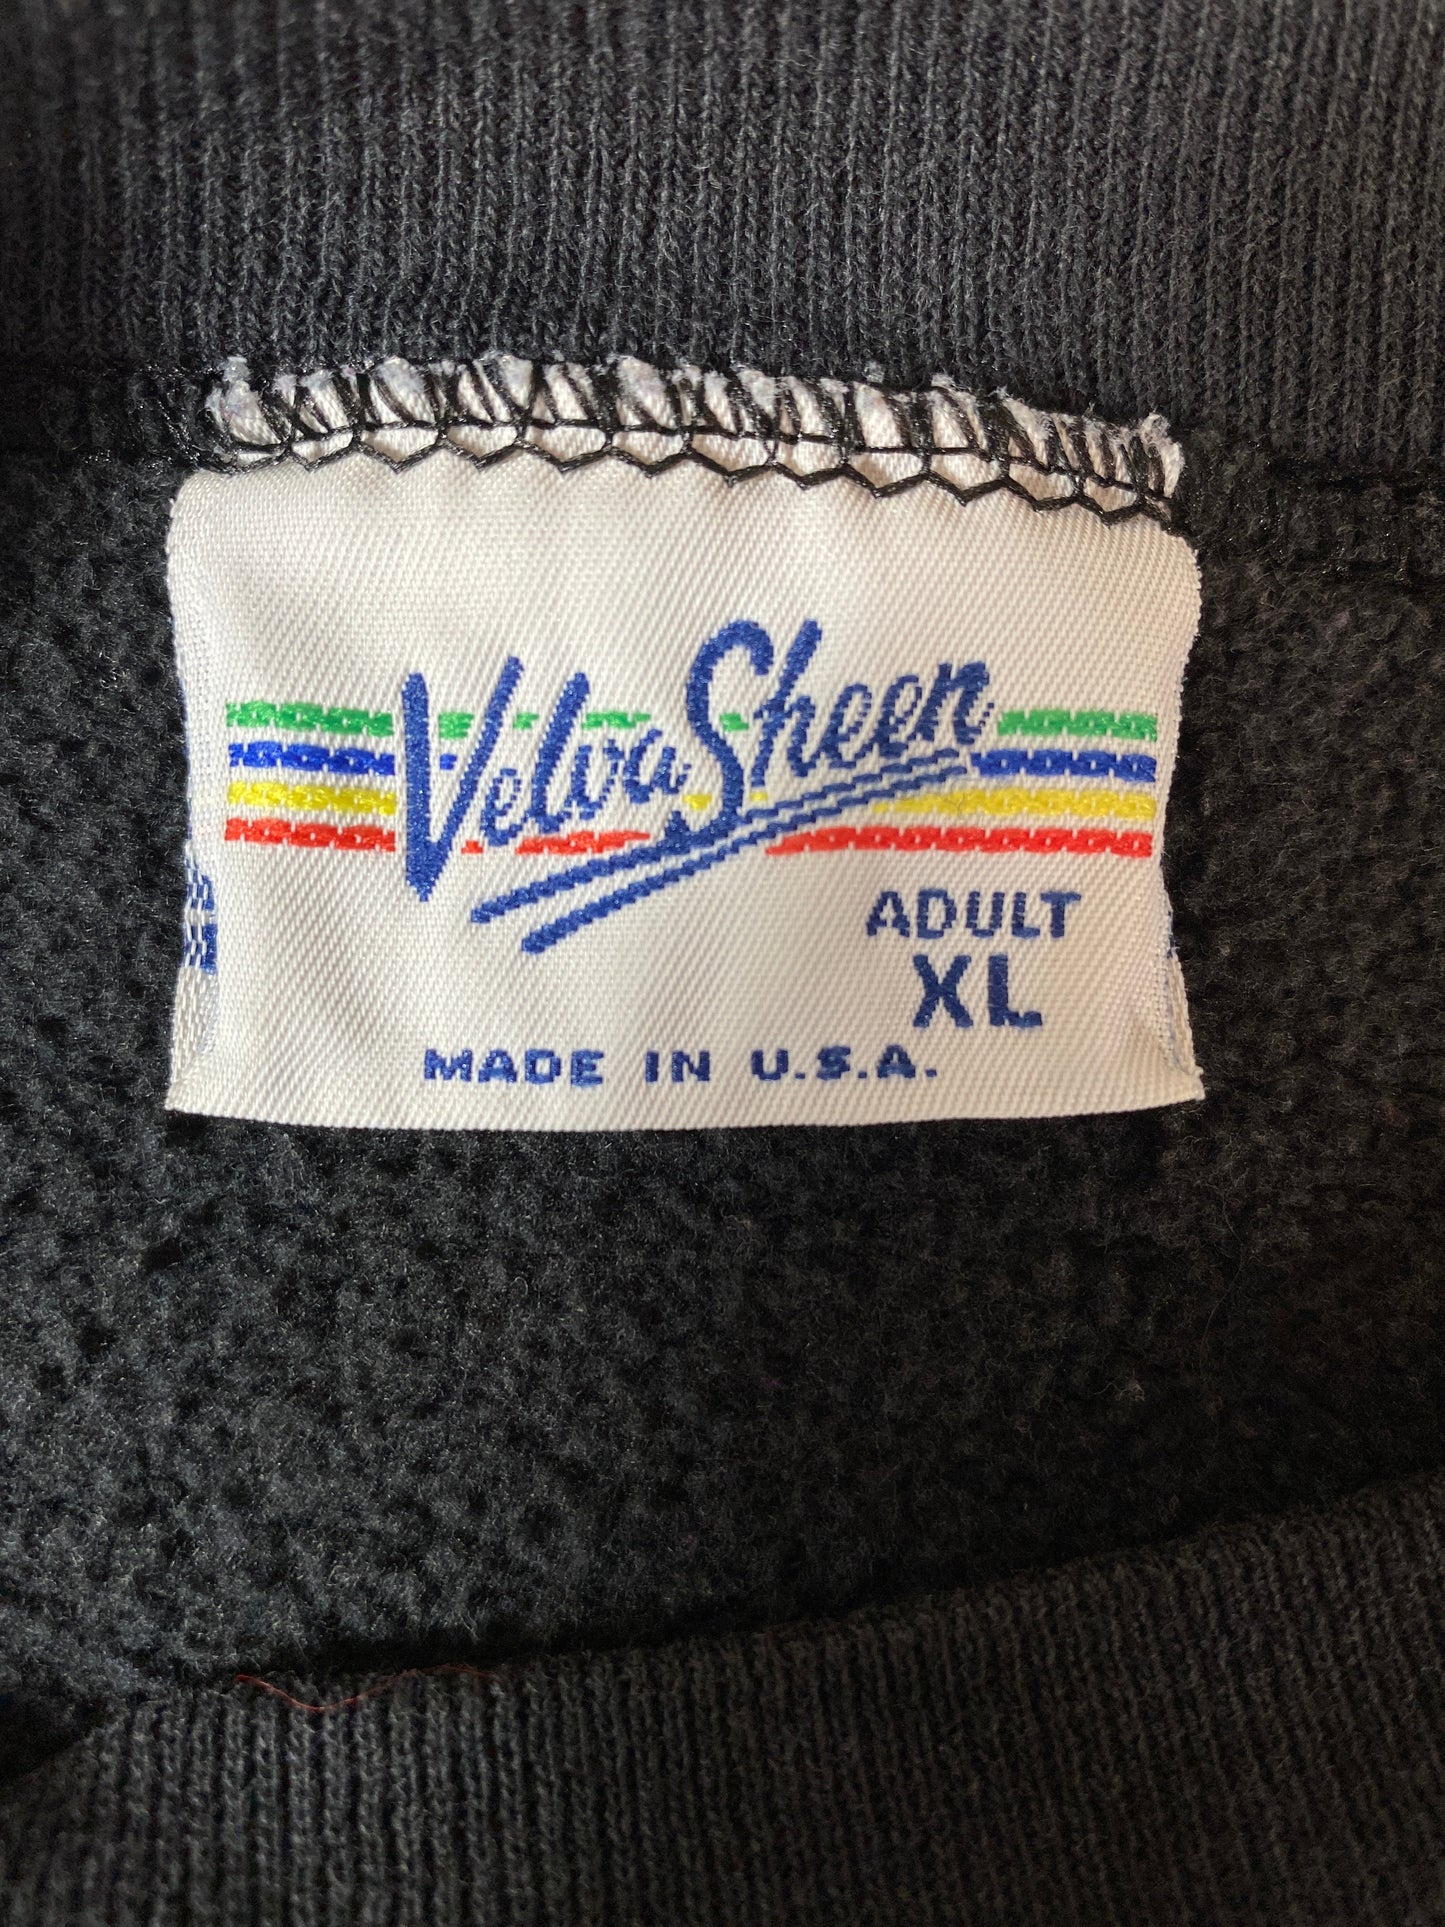 Velva Sheen
ADULT
XL
MADE IN U.S.A.